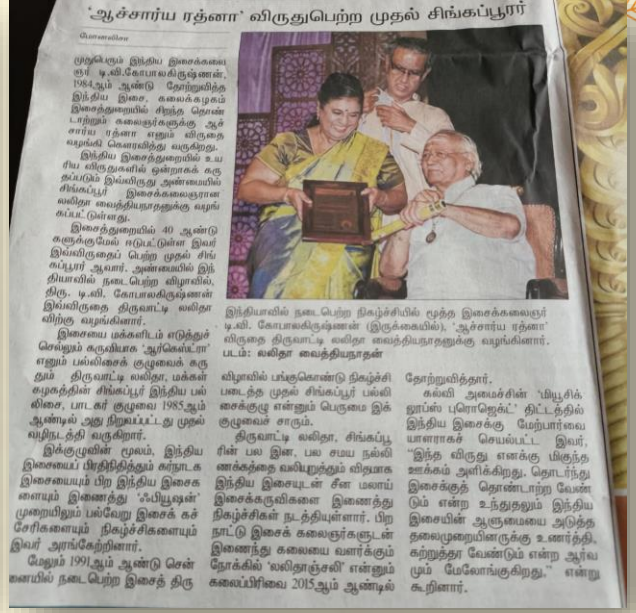 'ஆச்சார்ய ரத்னா' விருதுபெற்ற முதல் சிங்கப்பூரர்
மோனலிசா
முதுபெரும் இந்திய இசைக்கலை
ஞர் டி.வி.கோபாலகிருஷ்ணன்,
1984ஆம் ஆண்டு தோற்றுவித்த
இந்திய இசை, கலைக்கழகம்
இசைத்துறையில் சிறந்த தொண்
டாற்றும் கலைஞர்களுக்கு ஆச்
சார்ய ரத்னா எனும் விருதை
வழங்கி கௌரவித்து வருகிறது.
இந்திய இசைத்துறையில் உய
ரிய விருதுகளில் ஒன்றாகக் கரு
தப்படும் இவ்விருது அண்மையில்
சிங்கப்பூர் இசைக்கலைஞரான
லலிதா வைத்தியநாதனுக்கு வழங்
கப்பட்டுள்ளது.
இசைத்துறையில் 40 ஆண்டு
களுக்குமேல் ஈடுபட்டுள்ள இவர்
இவ்விருதைப் பெற்ற முதல் சிங்
கப்பூரர் ஆவார். அண்மையில் இந்
தியாவில் நடைபெற்ற விழாவில்,
திரு. டி.வி. கோபாலகிருஷ்ணன்
இவ்விருதை திருவாட்டி லலிதா
விற்கு வழங்கினார்.
இசையை மக்களிடம் எடுத்துச்
செல்லும் கருவியாக 'ஆர்கெஸ்ட்ரா'
எனும் பல்லிசைக் குழுவைக் கரு
தும் திருவாட்டி லலிதா, மக்கள்
கழகத்தின் சிங்கப்பூர் இந்திய பல்
லிசை, பாடகர் குழுவை 1985ஆம்
ஆண்டில் அது நிறுவப்பட்டது முதல்
வழிநடத்தி வருகிறார்.
இக்குழுவின் மூலம், இந்திய
இசையைப் பிரதிநிதித்தும் கர்நாடக
இசையையும் பிற இந்திய இசைக
ளையும் இணைத்து 'ஃபியூஷன்'
முறையிலும் பல்வேறு இசைக் கச்
சேரிகளையும் நிகழ்ச்சிகளையும்
இவர் அரங்கேற்றினார்.
மேலும் 1991ஆம் ஆண்டு சென்
னையில் நடைபெற்ற இசைத் திரு
இந்தியாவில் நடைபெற்ற நிகழ்ச்சியில் மூத்த இசைக்கலைஞர்
டி.வி. கோபாலகிருஷ்ணன் (இருக்கையில்), 'ஆச்சார்ய ரத்னா'
விருதை திருவாட்டி லலிதா வைத்தியநாதனுக்கு வழங்கினார்.
படம்: லலிதா வைத்தியநாதன்
விழாவில் பங்குகொண்டு நிகழ்ச்சி
படைத்த முதல் சிங்கப்பூர் பல்லி
சைக்குழு என்னும் பெருமை இக்
குழுவைச் சாரும்.
திருவாட்டி லலிதா, சிங்கப்பூ
ரின் பல இன, பல சமய நல்லி
ணக்கத்தை வலியுறுத்தும் விதமாக
இந்திய இசையுடன் சீன மலாய்
இசைக்கருவிகளை இணைத்து
நிகழ்ச்சிகள் நடத்தியுள்ளார். பிற
நாட்டு இசைக் கலைஞர்களுடன்
இணைந்து கலையை வளர்க்கும்
நோக்கில் 'லலிதாஞ்சலி' என்னும்
கலைப்பிரிவை 2015ஆம் ஆண்டில்
தோற்றுவித்தார்.
கல்வி அமைச்சின் 'மியூசிக்
லூப்ஸ் புரொஜெக்ட்' திட்டத்தில்
இந்திய இசைக்கு மேற்பார்வை
யாளராகச் செயல்பட்ட இவர்,
"இந்த விருது எனக்கு மிகுந்த
ஊக்கம் அளிக்கிறது. தொடர்ந்து
இசைக்குத் தொண்டாற்ற வேண்
டும் என்ற உந்துதலும் இந்திய
இசையின் ஆளுமையை அடுத்த
தலைமுறையினருக்கு உணர்த்தி,
கற்றுத்தர வேண்டும் என்ற ஆர்வ
மும் மேலோங்குகிறது," என்று
கூறினார்.